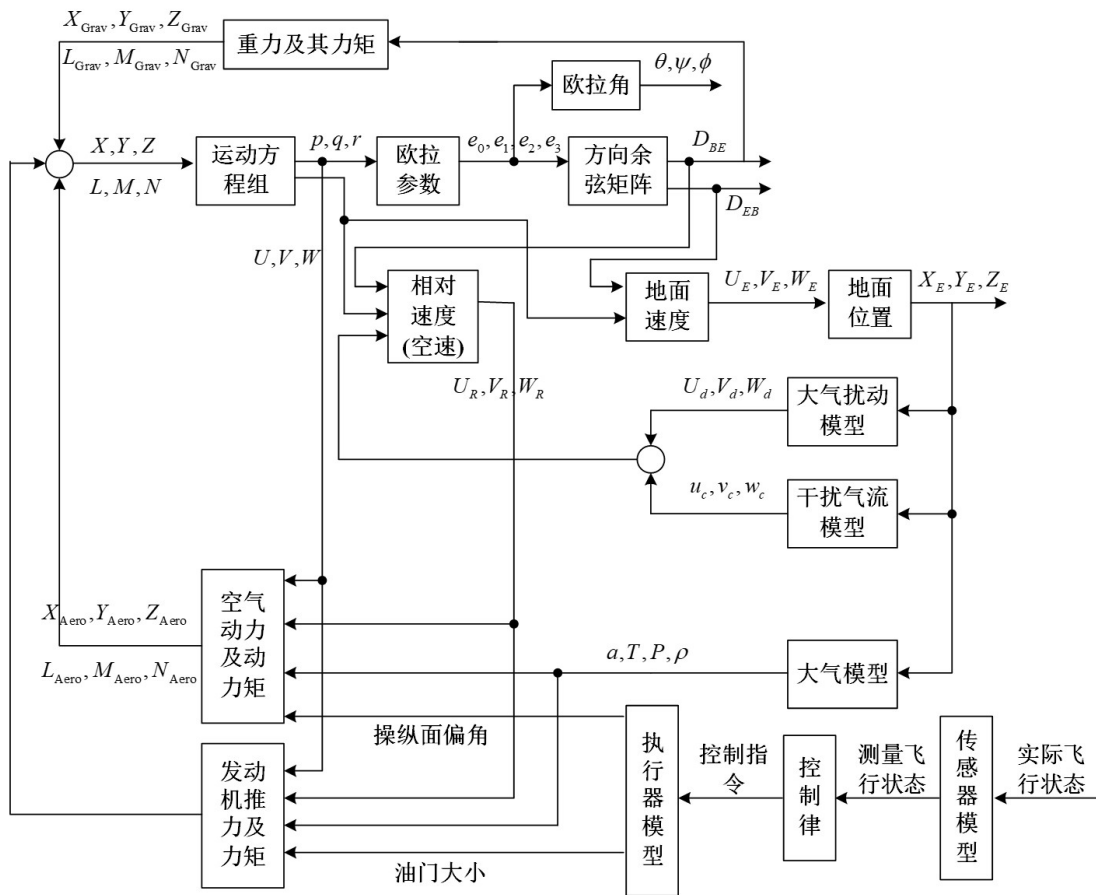 X_Grav, Y_Grav, Z_Grav
L_Grav, M_Grav, N_Grav
重力及其力矩
欧拉角
θ,ψ,ϕ
X,Y,Z
L,M,N
运动方
程组
p,q,r
欧拉
参数
e_0,e_1,e_2,e_3
方向余
弦矩阵
D_BE
D_EB
U,V,W
相对
速度
(空速)
地面
速度
U_E,V_E,W_E
地面
位置
X_E,Y_E,Z_E
U_R,V_R,W_R
U_d,V_d,W_d
大气扰动
模型
u_c,v_c,w_c
干扰气流
模型
X_Aero,Y_Aero,Z_Aero
L_Aero,M_Aero,N_Aero
空气
动力
及动
力矩
a,T,P,ρ
大气模型
操纵面偏角
发动
机推
力及
力矩
油门大小
执
行
器
模
型
控制指
令
控
制
律
测量飞
行状态
传
感
器
模
型
实际飞
行状态